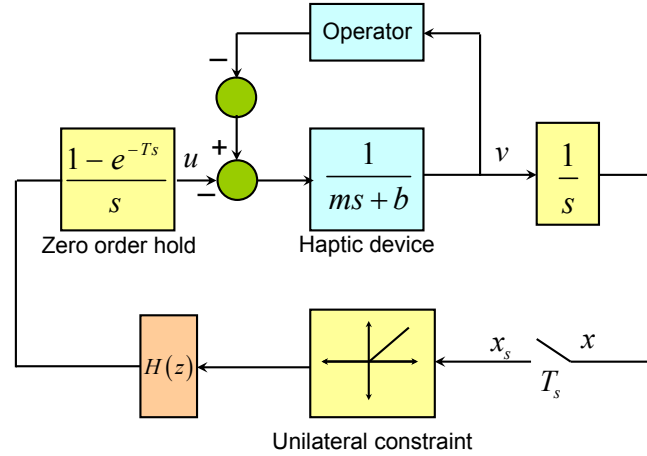 Operator
−
+
1 − e^{−Ts}
s
u
−
1
ms + b
v
1
s
Zero order hold
Haptic device
H(z)
x_s
x
T_s
Unilateral constraint